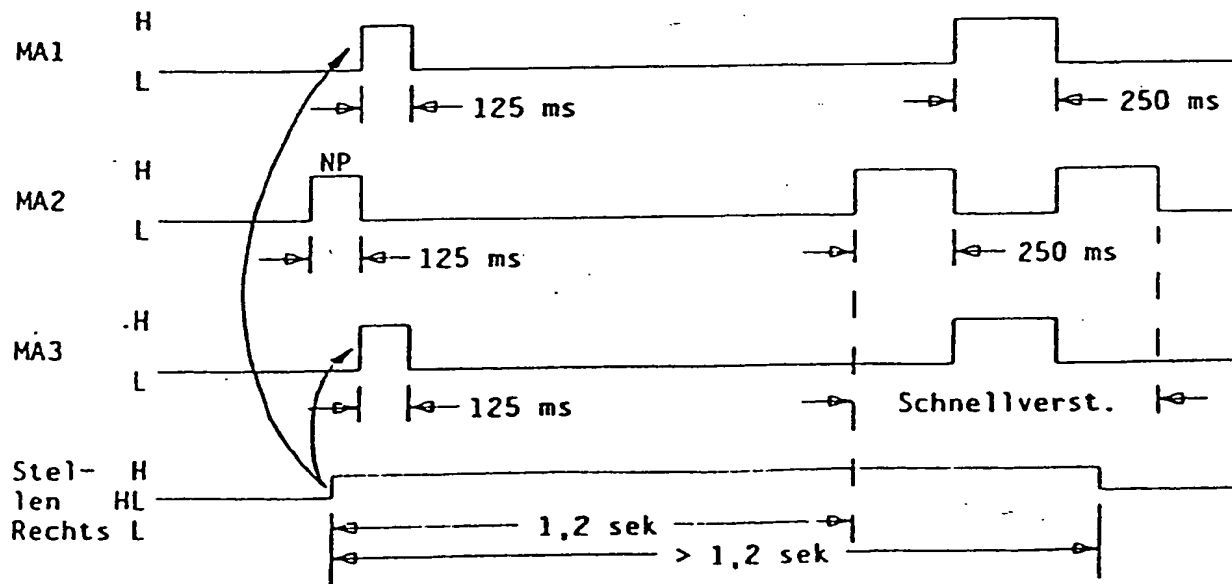 H
MA1
L
125 ms
250 ms
H
NP
MA2
L
125 ms
250 ms
H
MA3
L
125 ms
Schnellverst.
Stel- H
len HL
Rechts L
1,2 sek
> 1,2 sek